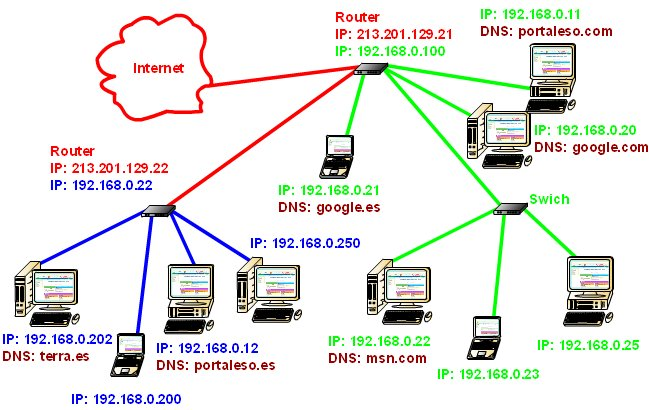 Router
IP: 213.201.129.21
IP: 192.168.0.100
IP: 192.168.0.11
DNS: portaleso.com
Internet
IP: 192.168.0.20
DNS: google.com
Router
IP: 213.201.129.22
IP: 192.168.0.22
IP: 192.168.0.21
DNS: google.es
Swich
IP: 192.168.0.250
IP: 192.168.0.202
DNS: terra.es
IP: 192.168.0.12
DNS: portaleso.es
IP: 192.168.0.200
IP: 192.168.0.22
DNS: msn.com
IP: 192.168.0.23
IP: 192.168.0.25